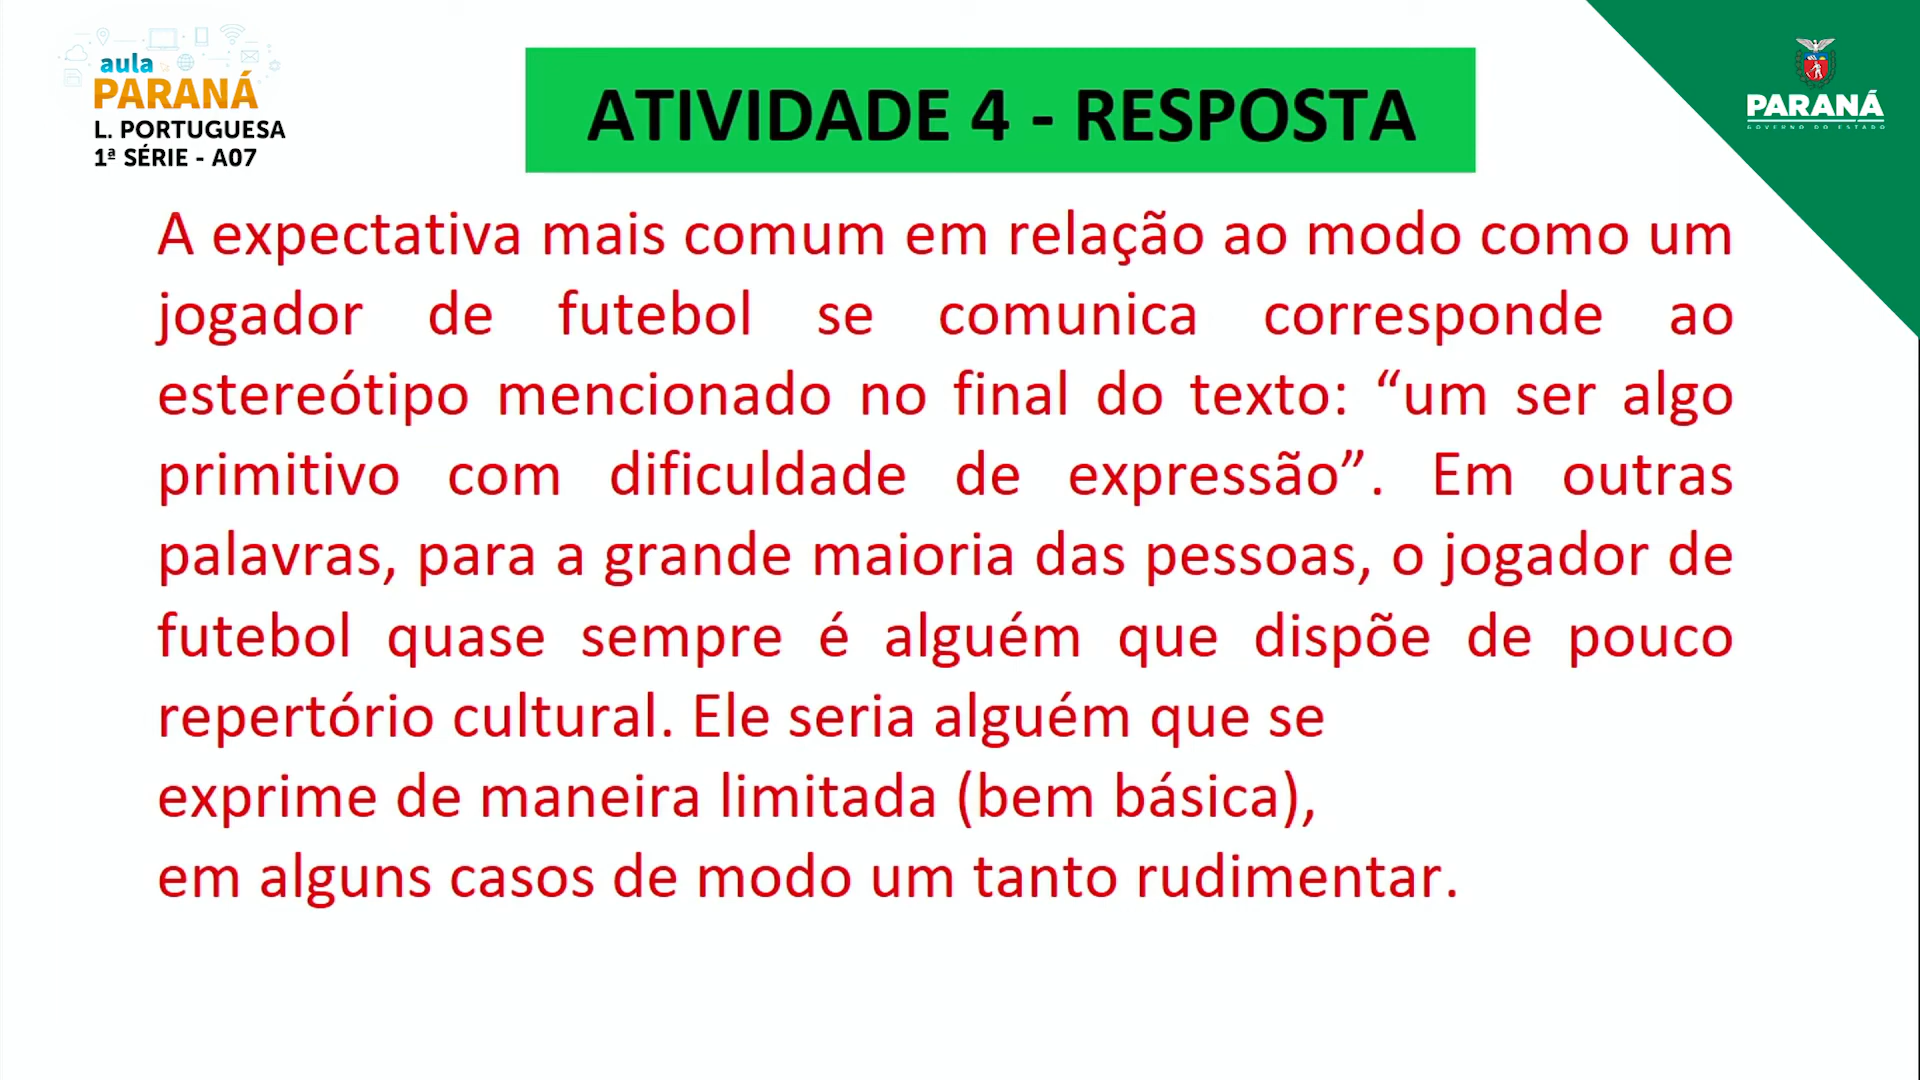 aula
PARANÁ
L. PORTUGUESA
1ª SÉRIE - A07
ATIVIDADE 4 - RESPOSTA
PARANÁ
GOVERNO DO ESTADO
A expectativa mais comum em relação ao modo como um
jogador de futebol se comunica corresponde ao
estereótipo mencionado no final do texto: “um ser algo
primitivo com dificuldade de expressão”. Em outras
palavras, para a grande maioria das pessoas, o jogador de
futebol quase sempre é alguém que dispõe de pouco
repertório cultural. Ele seria alguém que se
exprime de maneira limitada (bem básica),
em alguns casos de modo um tanto rudimentar.